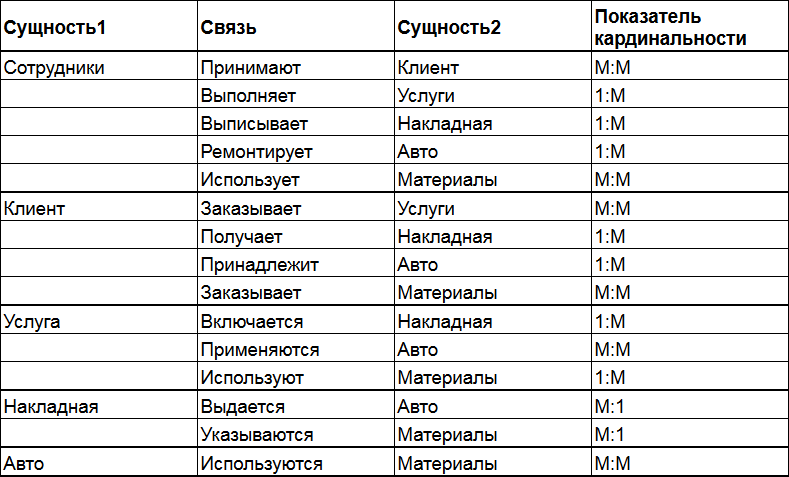 Сущность1 Связь Сущность2 Показатель кардинальности
Сотрудники Принимают Клиент М:М
Выполняет Услуги 1:М
Выписывает Накладная 1:М
Ремонтирует Авто 1:М
Использует Материалы М:М
Клиент Заказывает Услуги М:М
Получает Накладная 1:М
Принадлежит Авто 1:М
Заказывает Материалы М:М
Услуга Включается Накладная 1:М
Применяются Авто М:М
Используют Материалы 1:М
Накладная Выдается Авто М:1
Указываются Материалы М:1
Авто Используются Материалы М:М